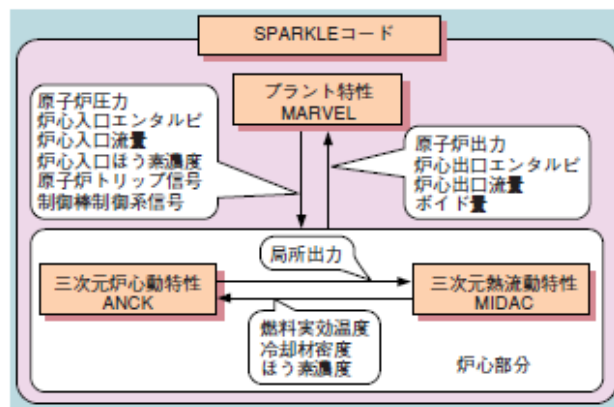 SPARKLEコード
プラント特性
MARVEL
原子炉圧力
炉心入口エンタルピ
炉心入口流量
炉心入口ほう素濃度
原子炉トリップ信号
制御棒制御系信号
原子炉出力
炉心出口エンタルピ
炉心出口流量
ボイド量
局所出力
三次元炉心動特性
ANCK
三次元熱流動特性
MIDAC
燃料実効温度
冷却材密度
ほう素濃度
炉心部分